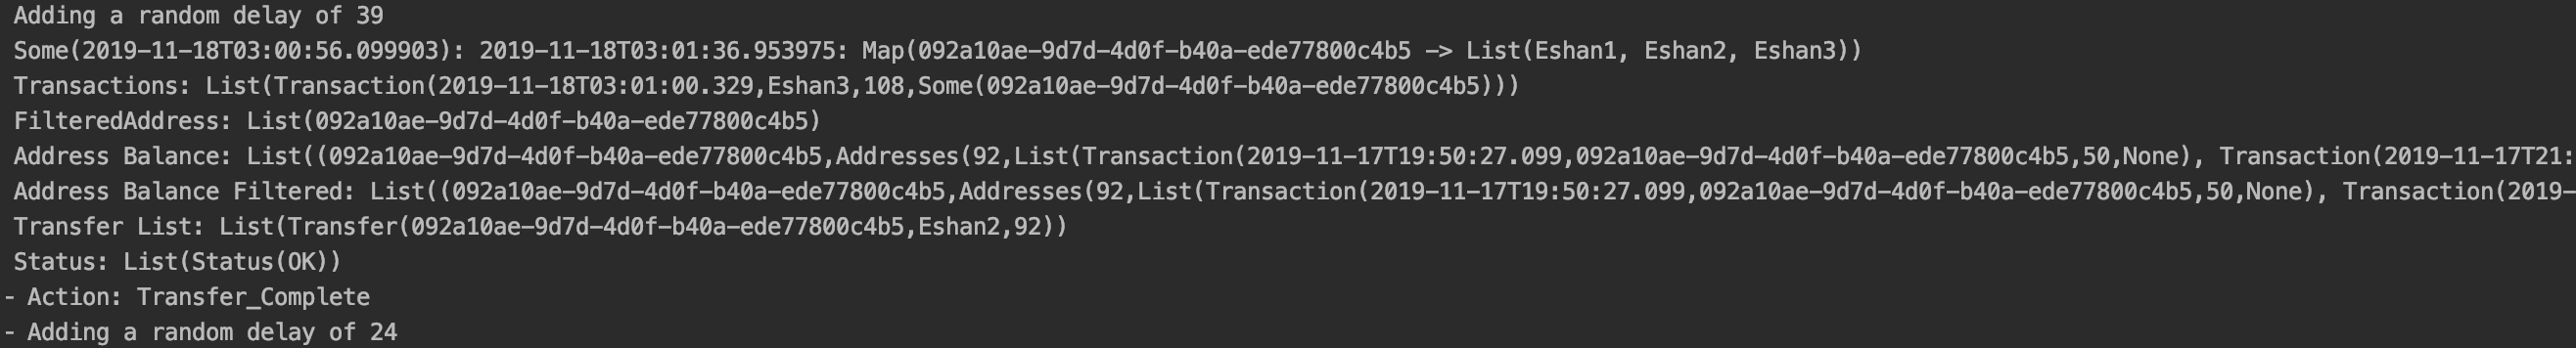 Adding a random delay of 39
Some(2019-11-18T03:00:56.099903): 2019-11-18T03:01:36.953975: Map(092a10ae-9d7d-4d0f-b40a-ede77800c4b5 -> List(Eshan1, Eshan2, Eshan3))
Transactions: List(Transaction(2019-11-18T03:01:00.329,Eshan3,108,Some(092a10ae-9d7d-4d0f-b40a-ede77800c4b5)))
FilteredAddress: List(092a10ae-9d7d-4d0f-b40a-ede77800c4b5)
Address Balance: List((092a10ae-9d7d-4d0f-b40a-ede77800c4b5,Addresses(92,List(Transaction(2019-11-17T19:50:27.099,092a10ae-9d7d-4d0f-b40a-ede77800c4b5,50,None), Transaction(2019-11-17T21:
Address Balance Filtered: List((092a10ae-9d7d-4d0f-b40a-ede77800c4b5,Addresses(92,List(Transaction(2019-11-17T19:50:27.099,092a10ae-9d7d-4d0f-b40a-ede77800c4b5,50,None), Transaction(2019-
Transfer List: List(Transfer(092a10ae-9d7d-4d0f-b40a-ede77800c4b5,Eshan2,92))
Status: List(Status(OK))
- Action: Transfer_Complete
- Adding a random delay of 24